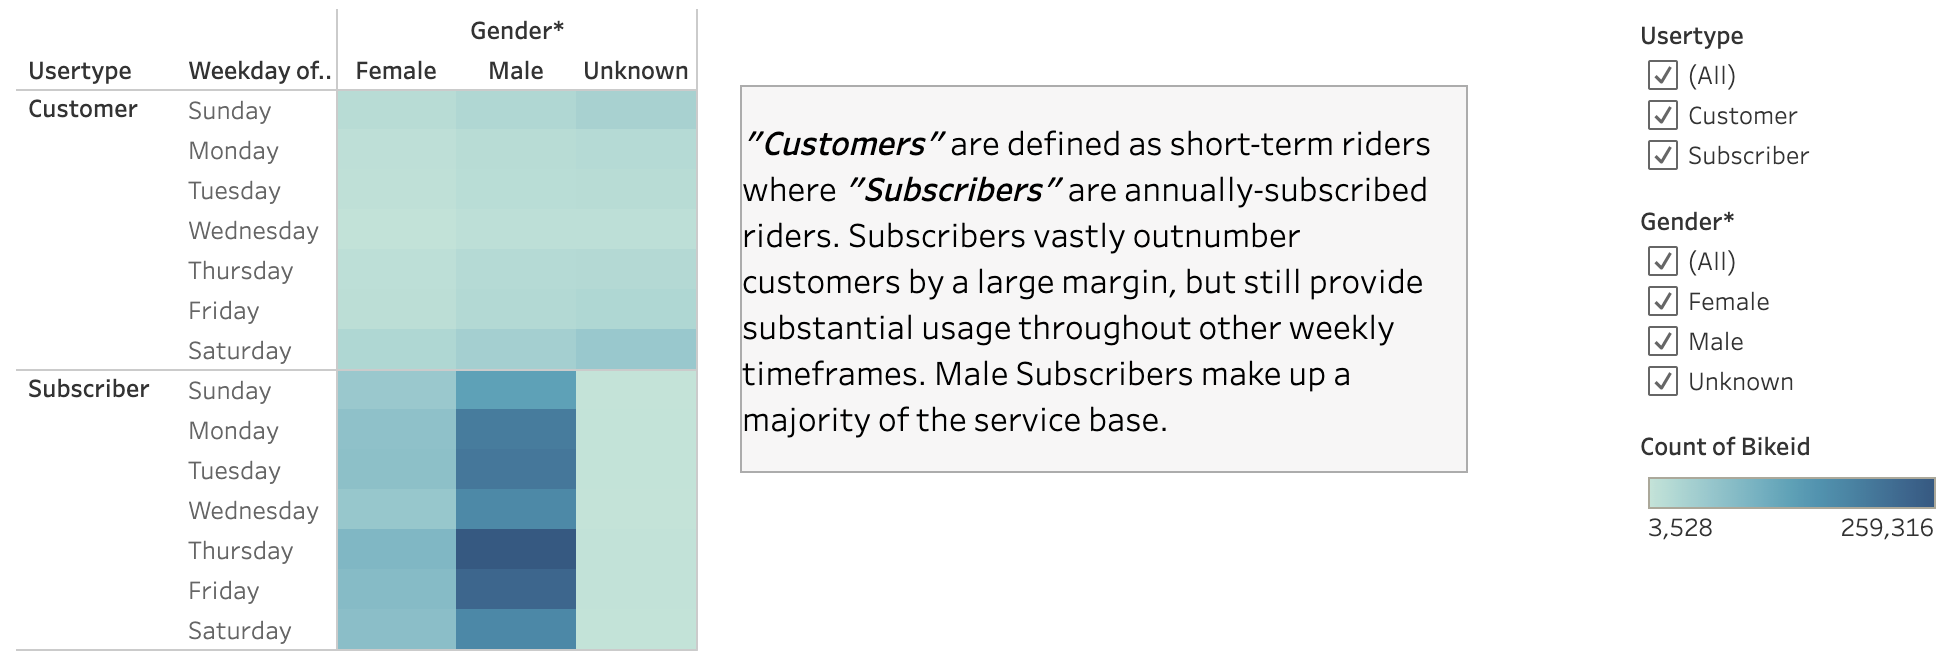 Gender*
Usertype Weekday of.. Female Male Unknown
Customer Sunday
Monday
Tuesday
Wednesday
Thursday
Friday
Saturday
Subscriber Sunday
Monday
Tuesday
Wednesday
Thursday
Friday
Saturday
"Customers" are defined as short-term riders
where "Subscribers" are annually-subscribed
riders. Subscribers vastly outnumber
customers by a large margin, but still provide
substantial usage throughout other weekly
timeframes. Male Subscribers make up a
majority of the service base.
Usertype
(All)
Customer
Subscriber
Gender*
(All)
Female
Male
Unknown
Count of Bikeid
3,528 259,316